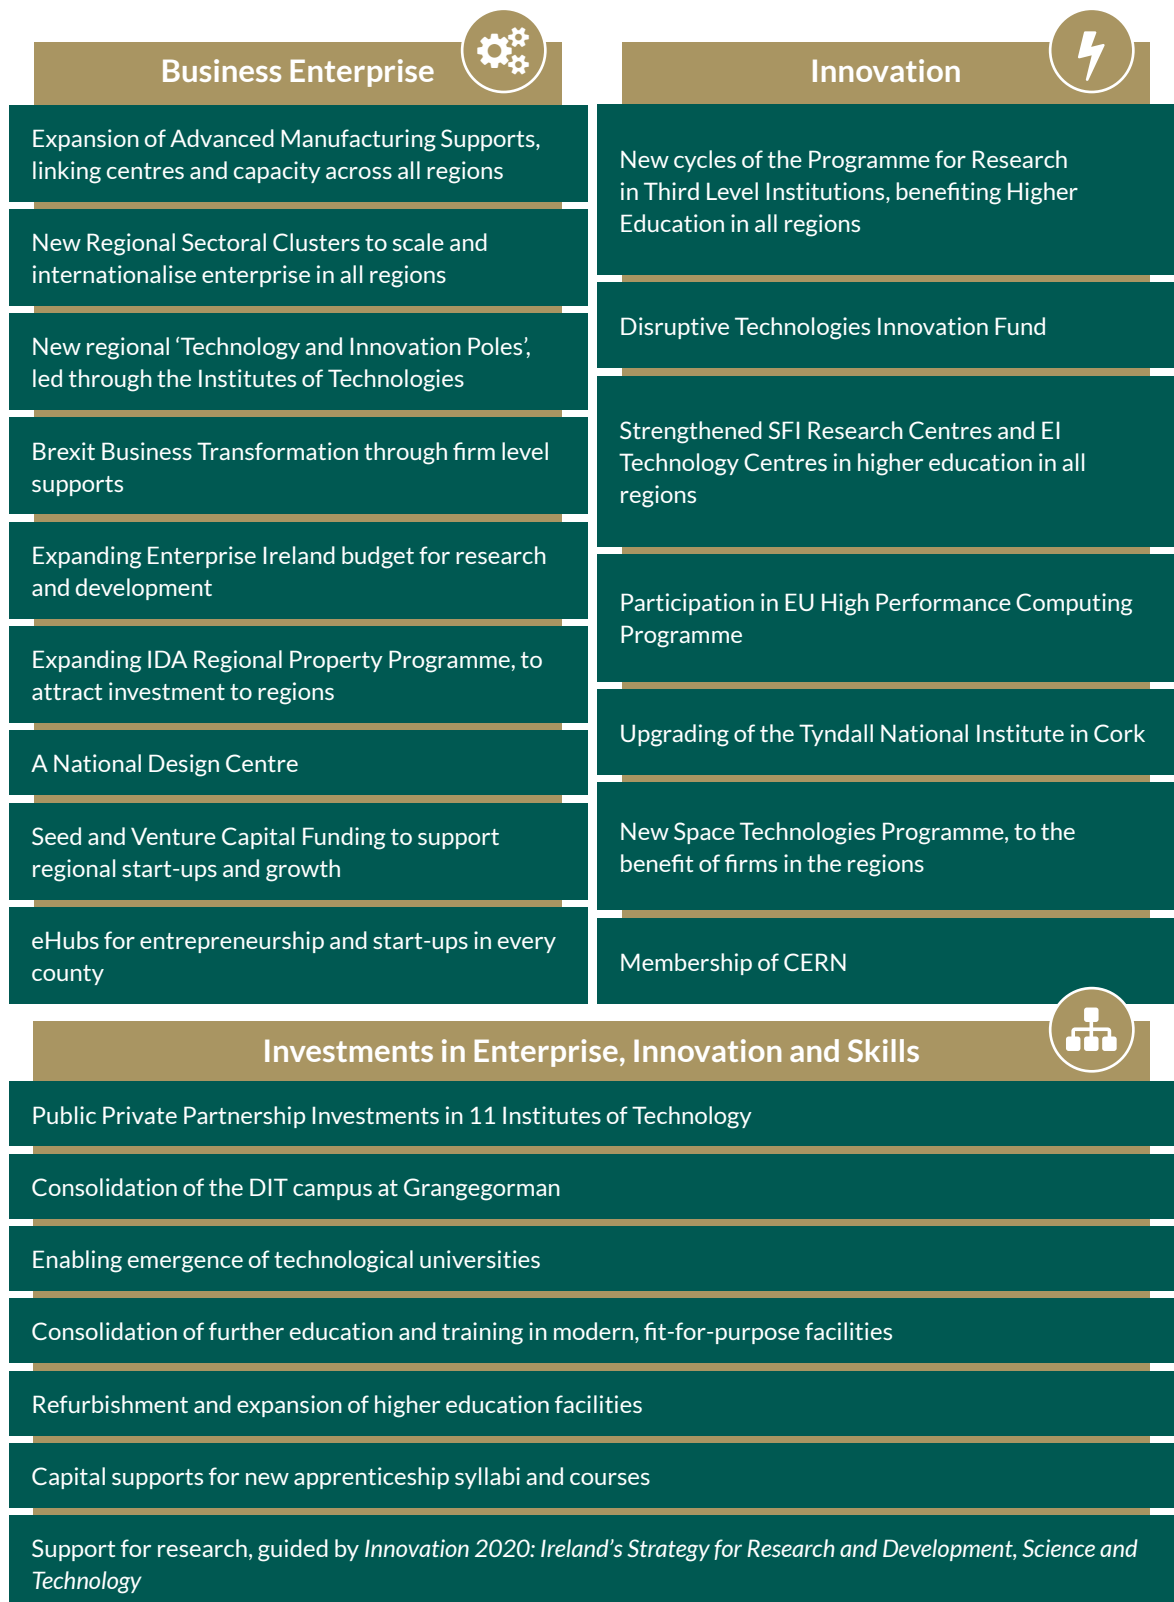 Business Enterprise
Expansion of Advanced Manufacturing Supports,
linking centres and capacity across all regions
New Regional Sectoral Clusters to scale and
internationalise enterprise in all regions
New regional ‘Technology and Innovation Poles’,
led through the Institutes of Technologies
Brexit Business Transformation through firm level
supports
Expanding Enterprise Ireland budget for research
and development
Expanding IDA Regional Property Programme, to
attract investment to regions
A National Design Centre
Seed and Venture Capital Funding to support
regional start-ups and growth
eHubs for entrepreneurship and start-ups in every
county
Innovation
New cycles of the Programme for Research
in Third Level Institutions, benefiting Higher
Education in all regions
Disruptive Technologies Innovation Fund
Strengthened SFI Research Centres and EI
Technology Centres in higher education in all
regions
Participation in EU High Performance Computing
Programme
Upgrading of the Tyndall National Institute in Cork
New Space Technologies Programme, to the
benefit of firms in the regions
Membership of CERN
Investments in Enterprise, Innovation and Skills
Public Private Partnership Investments in 11 Institutes of Technology
Consolidation of the DIT campus at Grangegorman
Enabling emergence of technological universities
Consolidation of further education and training in modern, fit-for-purpose facilities
Refurbishment and expansion of higher education facilities
Capital supports for new apprenticeship syllabi and courses
Support for research, guided by Innovation 2020: Ireland’s Strategy for Research and Development, Science and
Technology